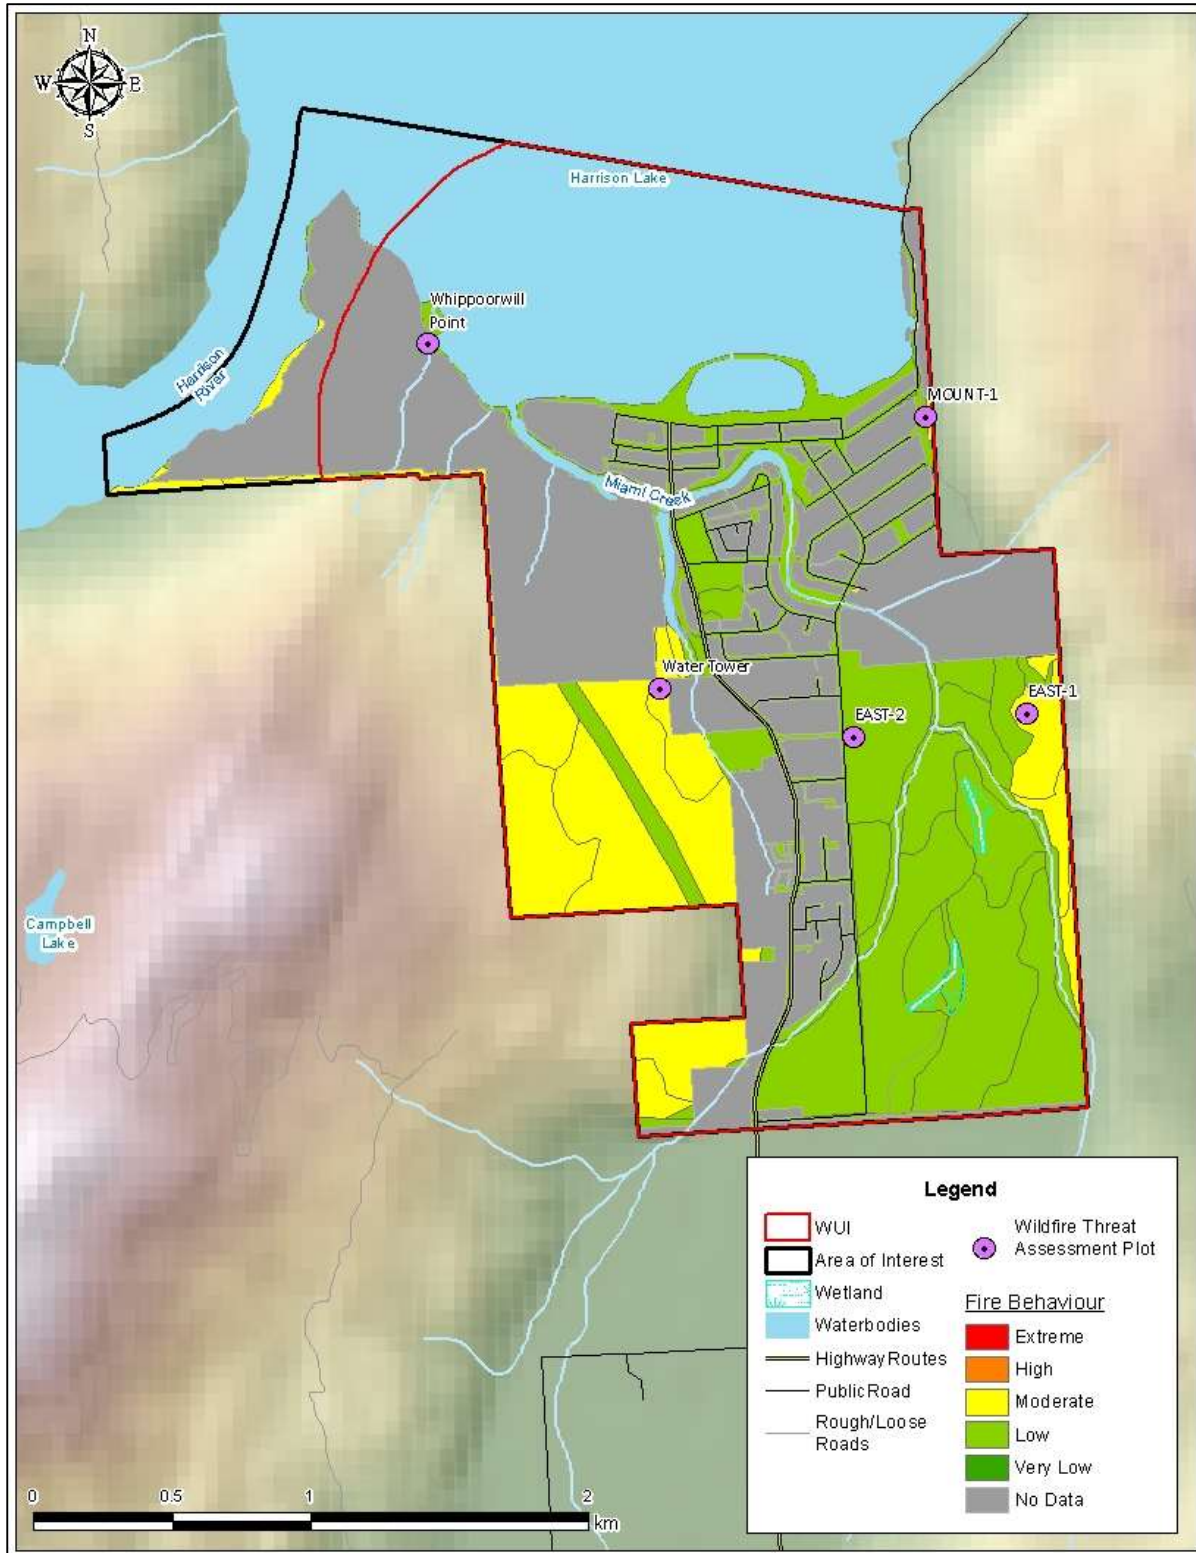 N
W E
S
Harrison Lake
Whippoorwill
Point
Harrison
River
MOUNT-1
Miami Creek
Water Tower
EAST-1
EAST-2
Campbell
Lake
Legend
WUI
Area of Interest
Wetland
Waterbodies
Highway Routes
Public Road
Rough/Loose
Roads
Wildfire Threat
Assessment Plot
Fire Behaviour
Extreme
High
Moderate
Low
Very Low
No Data
0 0.5 1 2
km